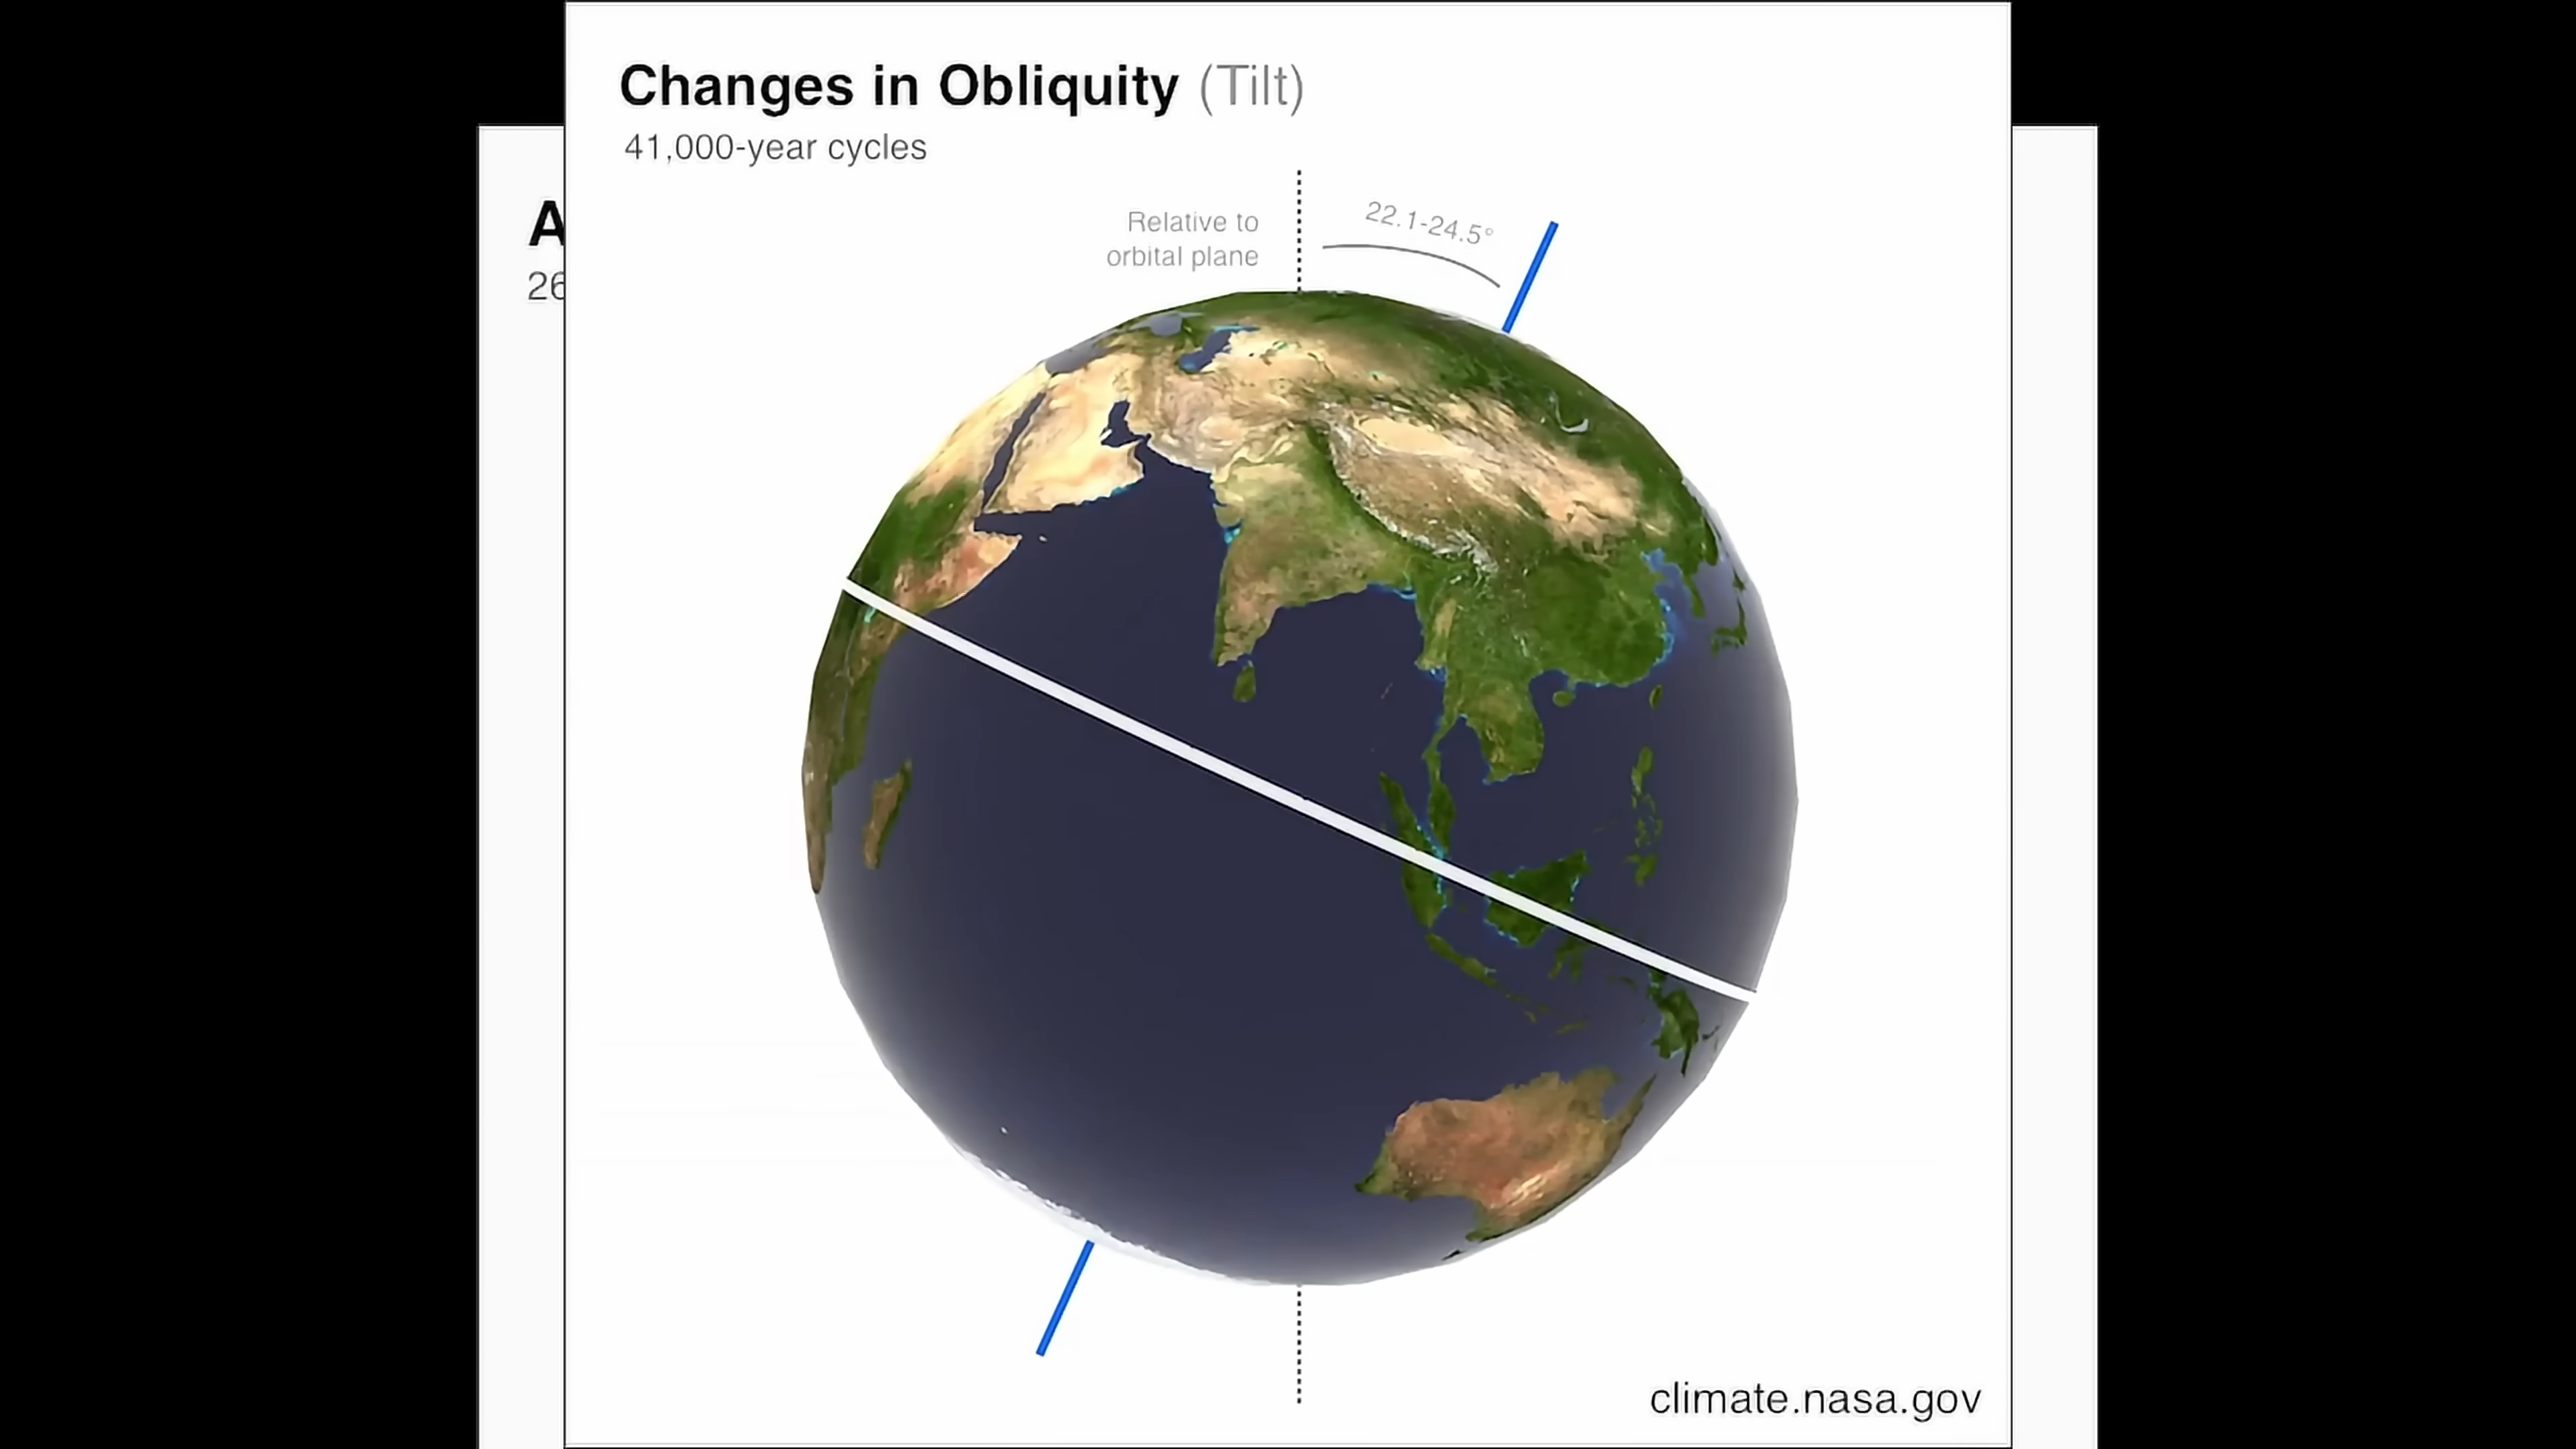 Changes in Obliquity (Tilt)
41,000-year cycles
Relative to
orbital plane
22.1-24.5°
A
26
climate.nasa.gov